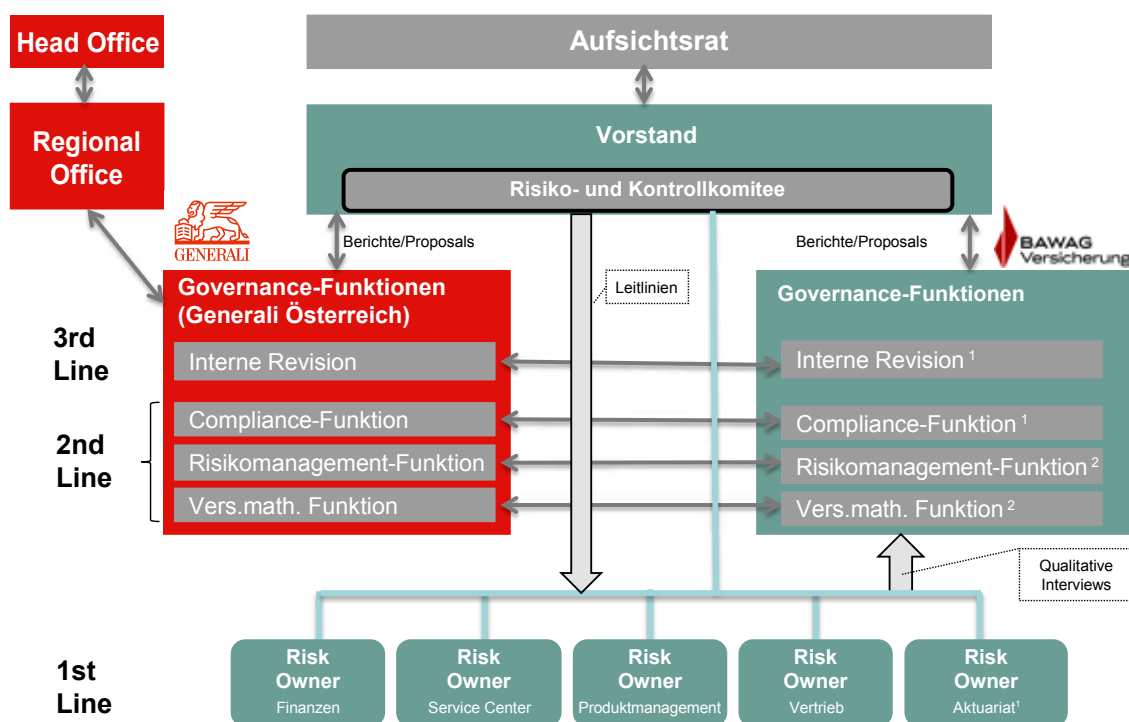 Head Office
Aufsichtsrat
Regional
Office
Vorstand
Risiko- und Kontrollkomitee
GENERALI
Berichte/Proposals
Berichte/Proposals
BAWAG
Versicherung
Governance-Funktionen
(Generali Österreich)
Leitlinien
Governance-Funktionen
3rd
Line
Interne Revision
Interne Revision 1
2nd
Line
Compliance-Funktion
Compliance-Funktion 1
Risikomanagement-Funktion
Risikomanagement-Funktion 2
Vers.math. Funktion
Vers.math. Funktion 2
Qualitative
Interviews
1st
Line
Risk
Owner
Finanzen
Risk
Owner
Service Center
Risk
Owner
Produktmanagement
Risk
Owner
Vertrieb
Risk
Owner
Aktuariat1